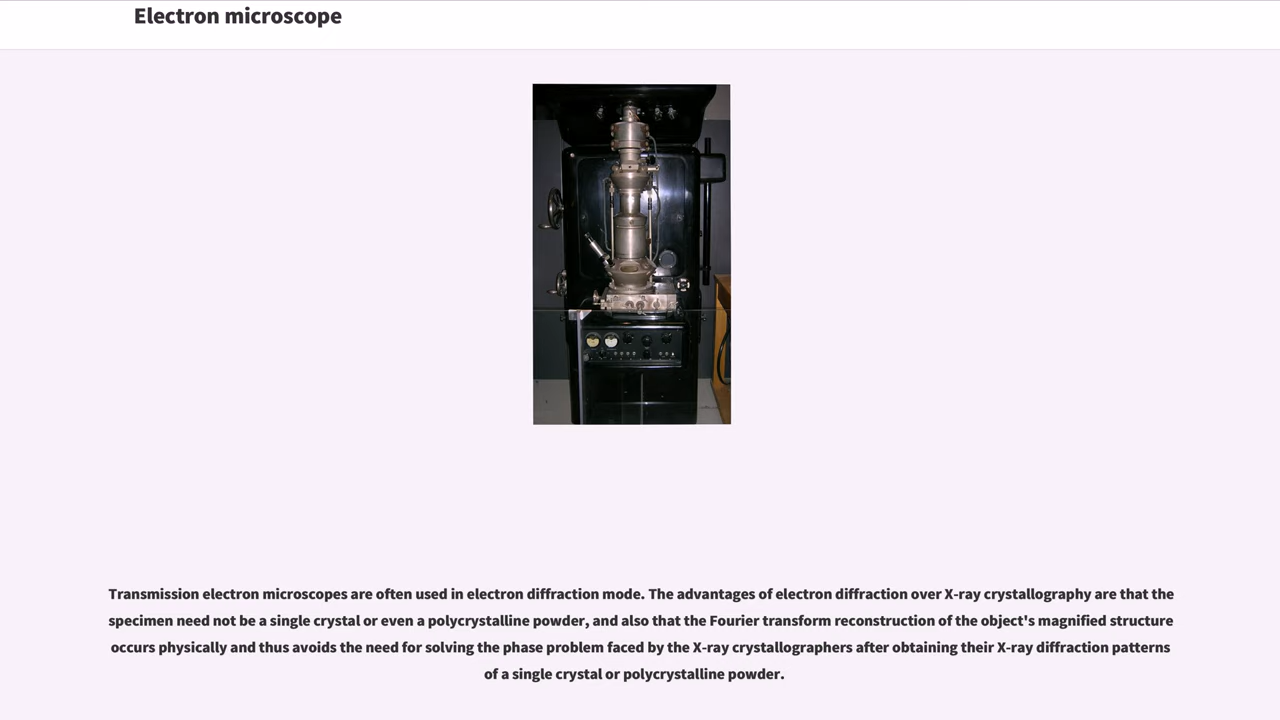 Electron microscope
Transmission electron microscopes are often used in electron diffraction mode. The advantages of electron diffraction over X-ray crystallography are that the
specimen need not be a single crystal or even a polycrystalline powder, and also that the Fourier transform reconstruction of the object's magnified structure
occurs physically and thus avoids the need for solving the phase problem faced by the X-ray crystallographers after obtaining their X-ray diffraction patterns
of a single crystal or polycrystalline powder.